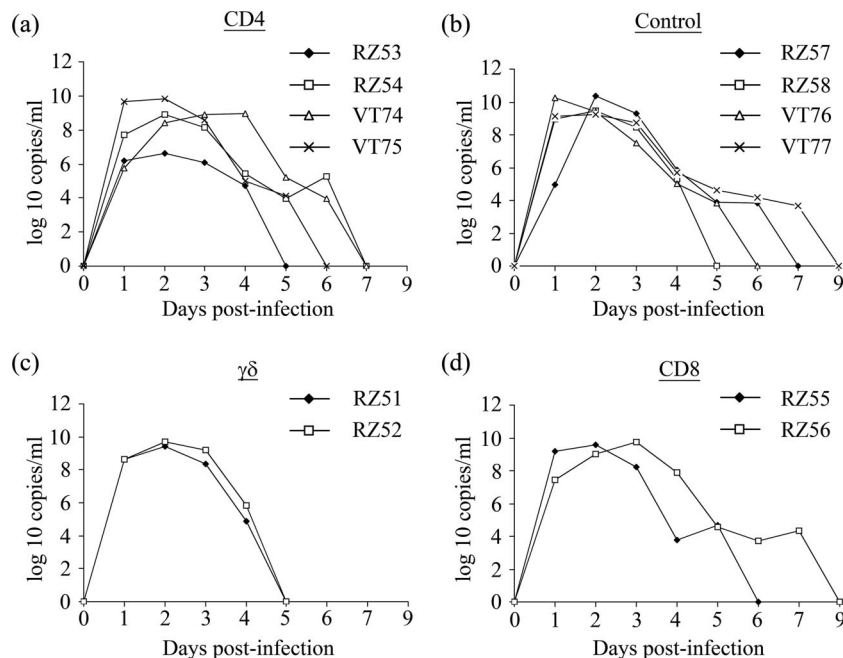 (a)
CD4
RZ53
RZ54
VT74
VT75
log 10 copies/ml
12
10
8
6
4
2
0
0 1 2 3 4 5 6 7 9
Days post-infection
(b)
Control
RZ57
RZ58
VT76
VT77
log 10 copies/ml
12
10
8
6
4
2
0
0 1 2 3 4 5 6 7 9
Days post-infection
(c)
γδ
RZ51
RZ52
log 10 copies/ml
12
10
8
6
4
2
0
0 1 2 3 4 5 6 7 9
Days post-infection
(d)
CD8
RZ55
RZ56
log 10 copies/ml
12
10
8
6
4
2
0
0 1 2 3 4 5 6 7 9
Days post-infection